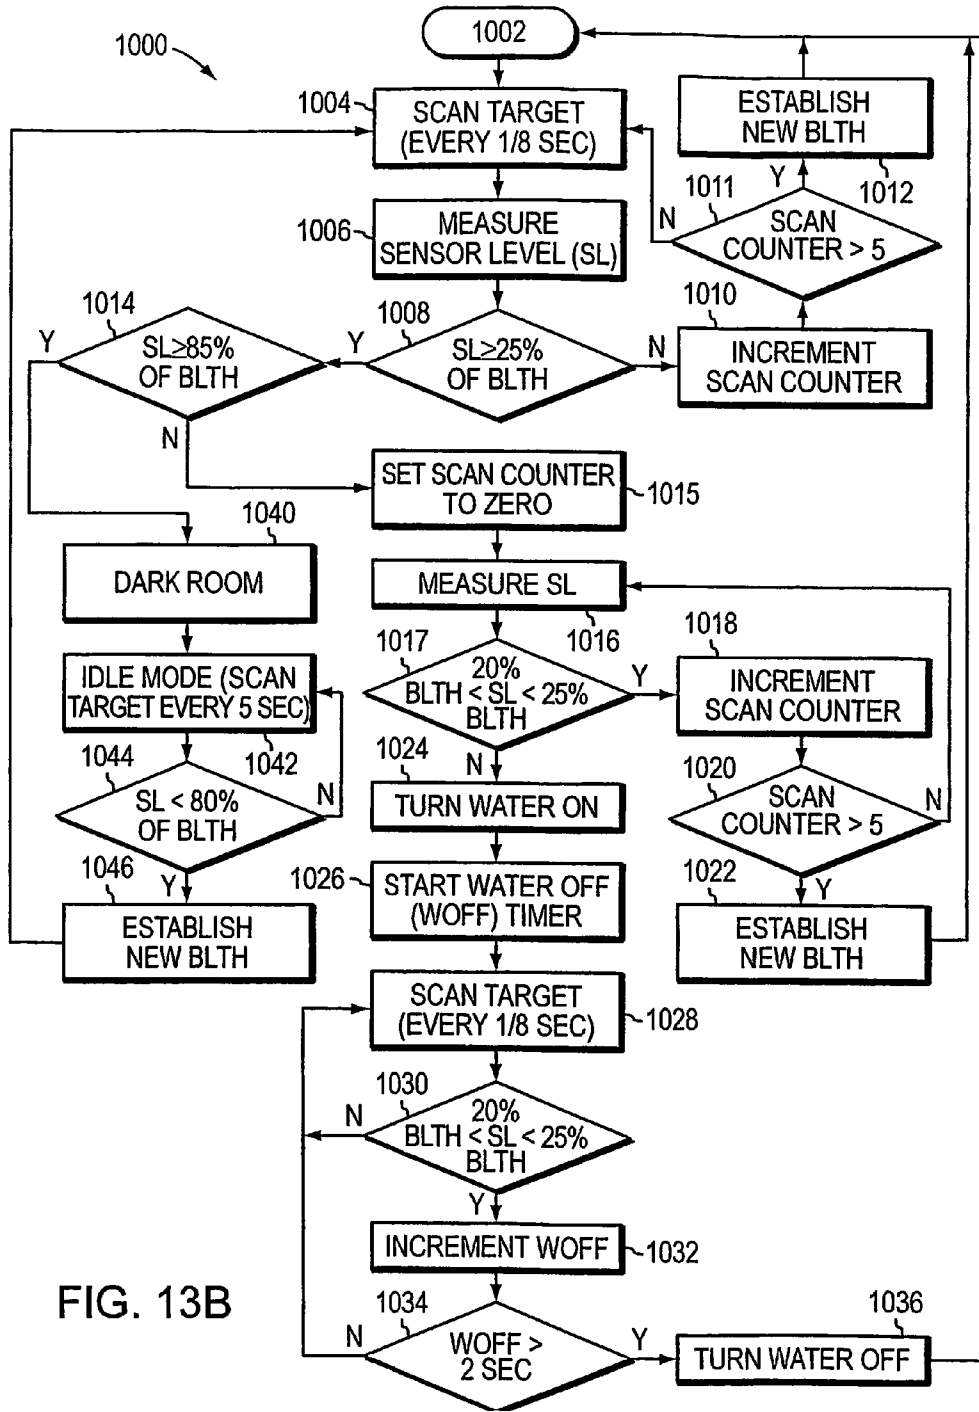 1000
1002
1004
SCAN TARGET
(EVERY 1/8 SEC)
ESTABLISH
NEW BLTH
1012
1011
Y
N
SCAN
COUNTER > 5
1006
MEASURE
SENSOR LEVEL (SL)
1014
Y
SL≥85%
OF BLTH
N
1008
Y
SL≥25%
OF BLTH
N
1010
INCREMENT
SCAN COUNTER
SET SCAN COUNTER
TO ZERO
1015
1040
DARK ROOM
MEASURE SL
1016
1017
20%
BLTH < SL < 25%
BLTH
Y
N
1018
INCREMENT
SCAN COUNTER
IDLE MODE (SCAN
TARGET EVERY 5 SEC)
1042
1044
SL < 80%
OF BLTH
N
Y
1024
TURN WATER ON
1020
SCAN
COUNTER > 5
N
Y
1046
ESTABLISH
NEW BLTH
1026
START WATER OFF
(WOFF) TIMER
1022
ESTABLISH
NEW BLTH
SCAN TARGET
(EVERY 1/8 SEC)
1028
1030
N
20%
BLTH < SL < 25%
BLTH
Y
INCREMENT WOFF
1032
FIG. 13B
1034
N
WOFF >
2 SEC
Y
1036
TURN WATER OFF